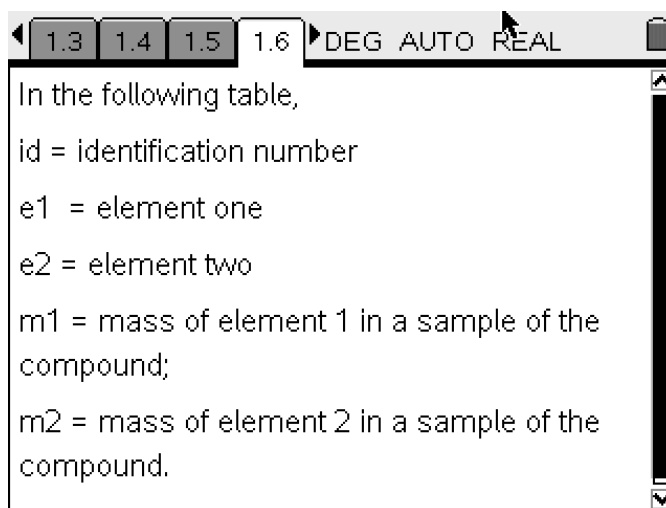 1.3 1.4 1.5 1.6 DEG AUTO REAL
In the following table,
id = identification number
e1 = element one
e2 = element two
m1 = mass of element 1 in a sample of the
compound;
m2 = mass of element 2 in a sample of the
compound.